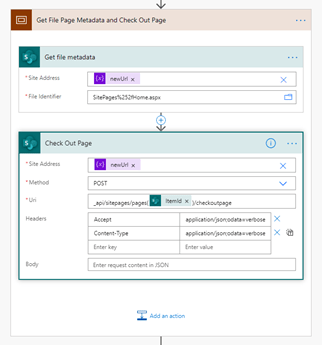 Get File Page Metadata and Check Out Page
Get file metadata
* Site Address
newUrl x
* File Identifier
SitePages%252fHome.aspx
Check Out Page
* Site Address
newUrl x
* Method
POST
* Uri
_api/sitepages/pages( ItemId x )/checkoutpage
Headers
Accept
application/json;odata=verbose
Content-Type
application/json;odata=verbose
Enter key
Enter value
Body
Enter request content in JSON
Add an action